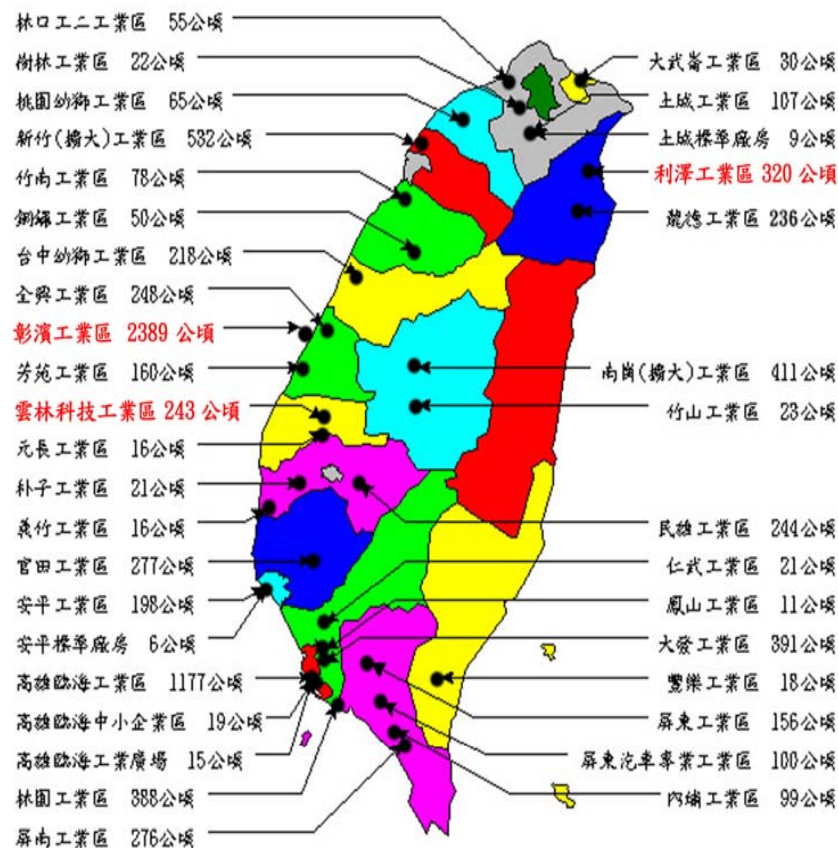 林口工二工業區 55公頃
樹林工業區 22公頃
桃園幼獅工業區 65公頃
新竹(擴大)工業區 532公頃
竹南工業區 78公頃
銅鑼工業區 50公頃
台中幼獅工業區 218公頃
全興工業區 248公頃
彰濱工業區 2389 公頃
芳苑工業區 160公頃
雲林科技工業區 243 公頃
元長工業區 16公頃
朴子工業區 21公頃
義竹工業區 16公頃
官田工業區 277公頃
安平工業區 198公頃
安平標準廠房 6公頃
高雄臨海工業區 1177公頃
高雄臨海中小企業區 19公頃
高雄臨海工業廣場 15公頃
林園工業區 388公頃
屏南工業區 276公頃
大武崙工業區 30公頃
土城工業區 107公頃
土城標準廠房 9公頃
利澤工業區 320 公頃
龍德工業區 236公頃
南崗(擴大)工業區 411公頃
竹山工業區 23公頃
民雄工業區 244公頃
仁武工業區 21公頃
鳳山工業區 11公頃
大發工業區 391公頃
豐樂工業區 18公頃
屏東工業區 156公頃
屏東汽車專業工業區 100公頃
內埔工業區 99公頃